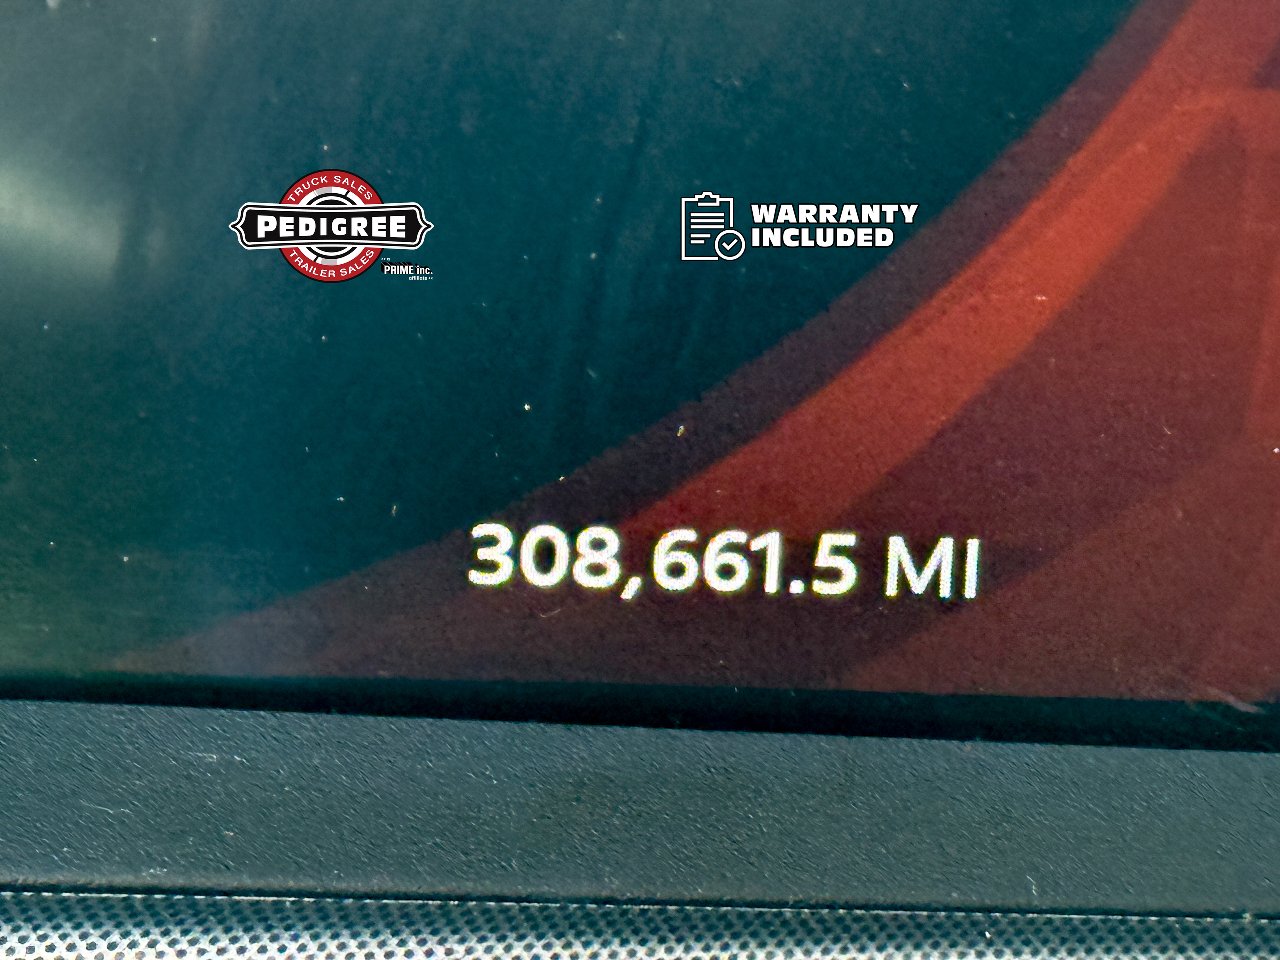 TRUCK SALES
PEDIGREE
TRAILER SALES
PRIME inc.
WARRANTY
INCLUDED
308,661.5 MI